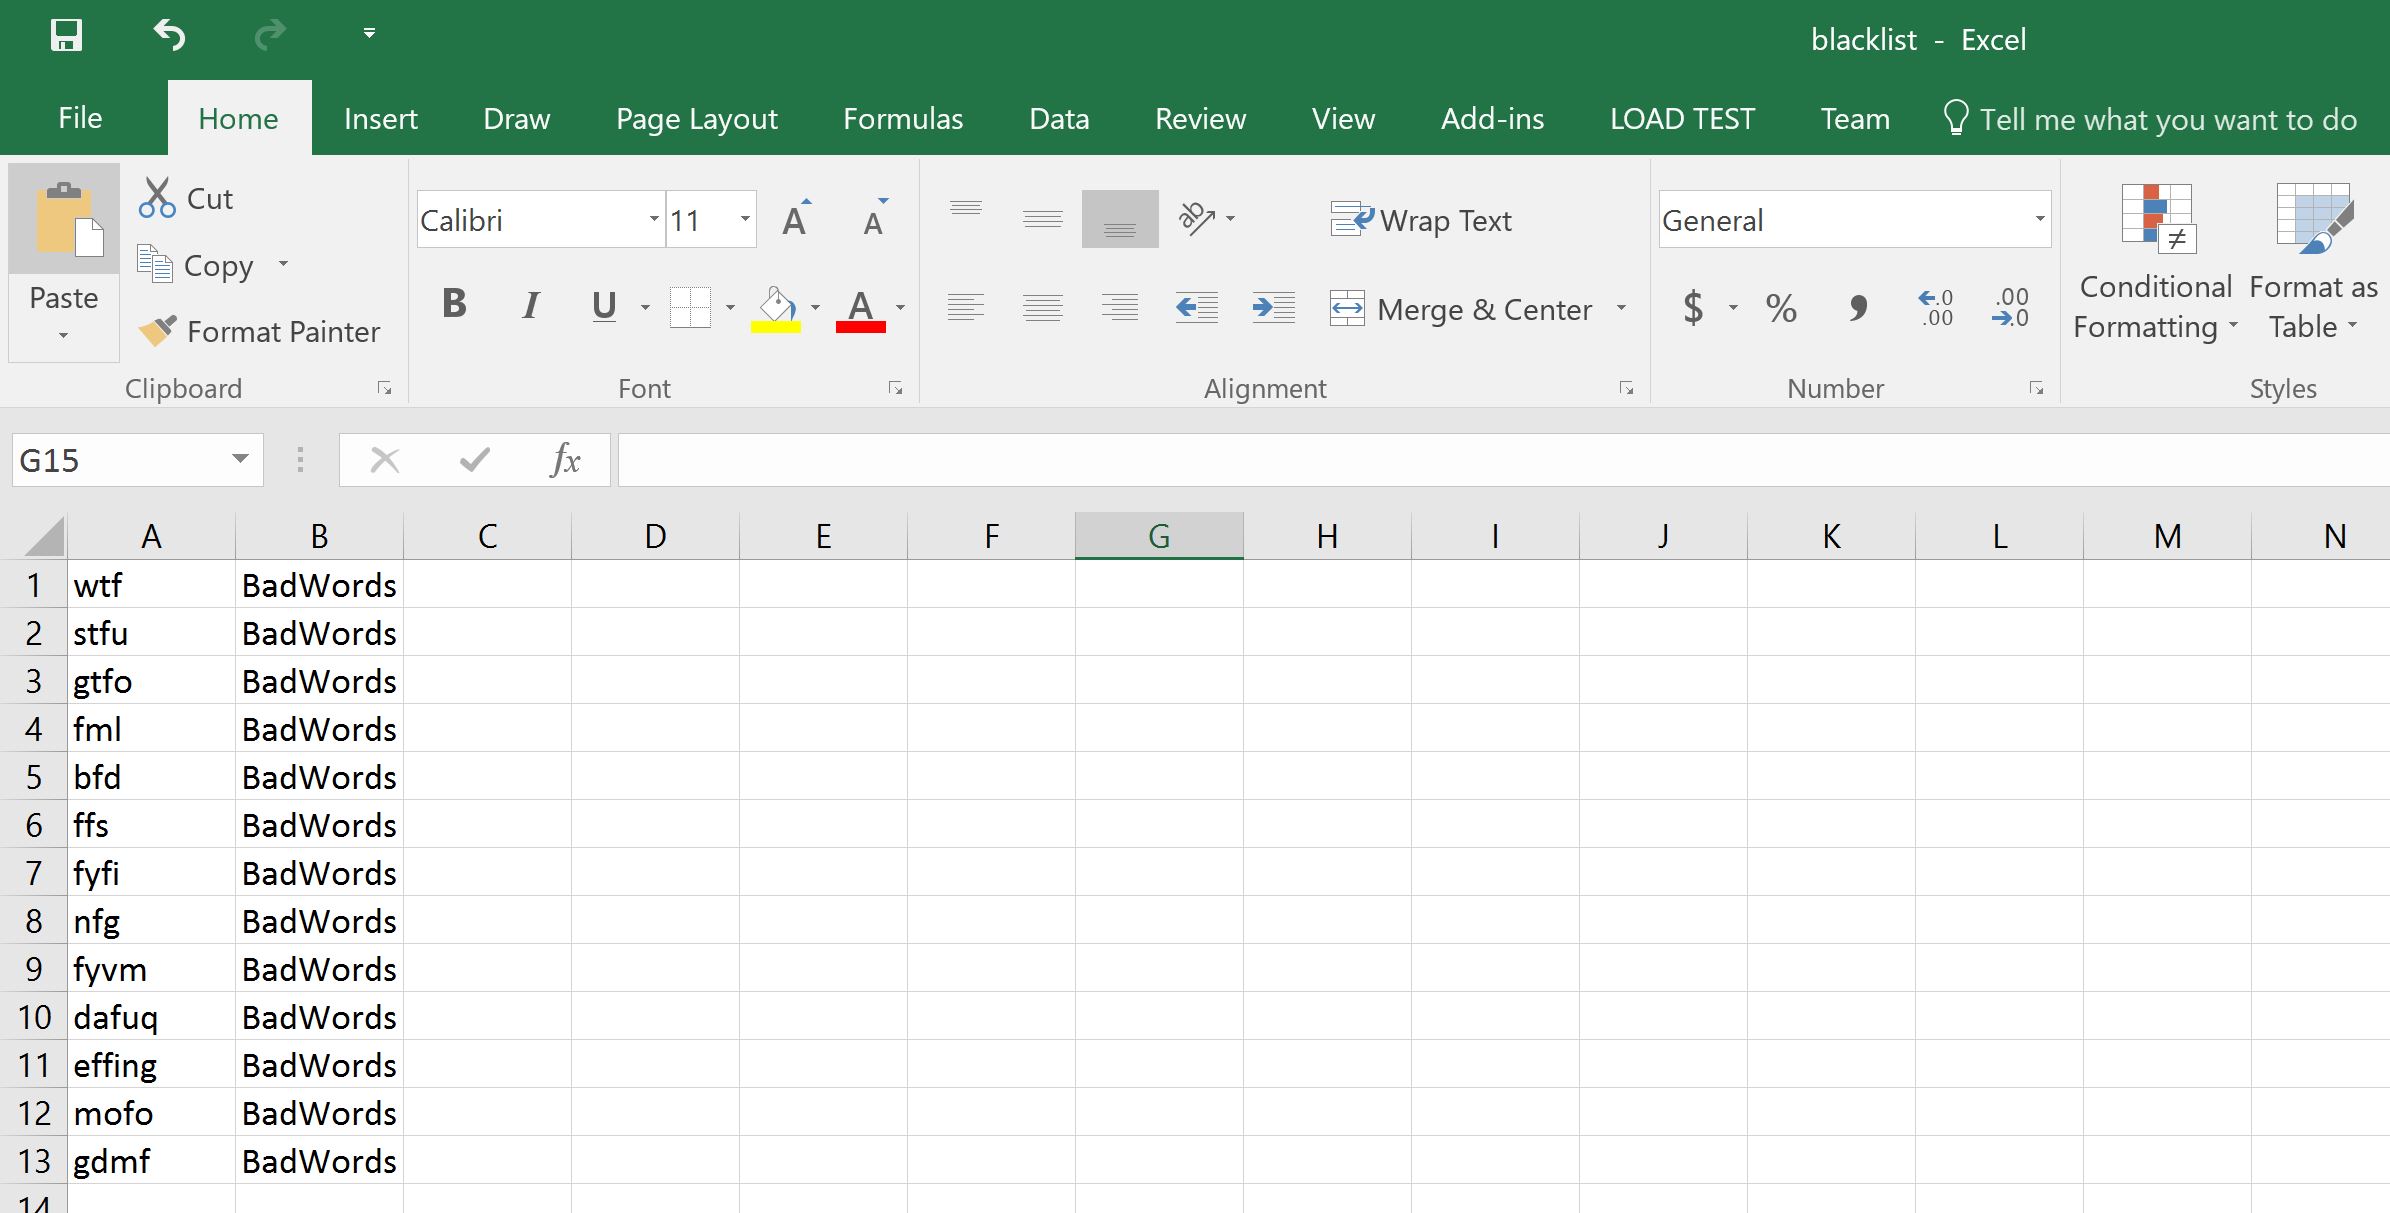 blacklist - Excel
File Home Insert Draw Page Layout Formulas Data Review View Add-ins LOAD TEST Team Tell me what you want to do
Paste
Cut
Copy
Format Painter
Clipboard
Calibri 11 A A
B I U A
Font
ab
Wrap Text
Merge & Center
Alignment
General
$ % , .0 .00 .00 .0
Number
Conditional Formatting
Format as Table
Styles
G15 fx
A B C D E F G H I J K L M N
1 wtf BadWords
2 stfu BadWords
3 gtfo BadWords
4 fml BadWords
5 bfd BadWords
6 ffs BadWords
7 fyfi BadWords
8 nfg BadWords
9 fyvm BadWords
10 dafuq BadWords
11 effing BadWords
12 mofo BadWords
13 gdmf BadWords
14